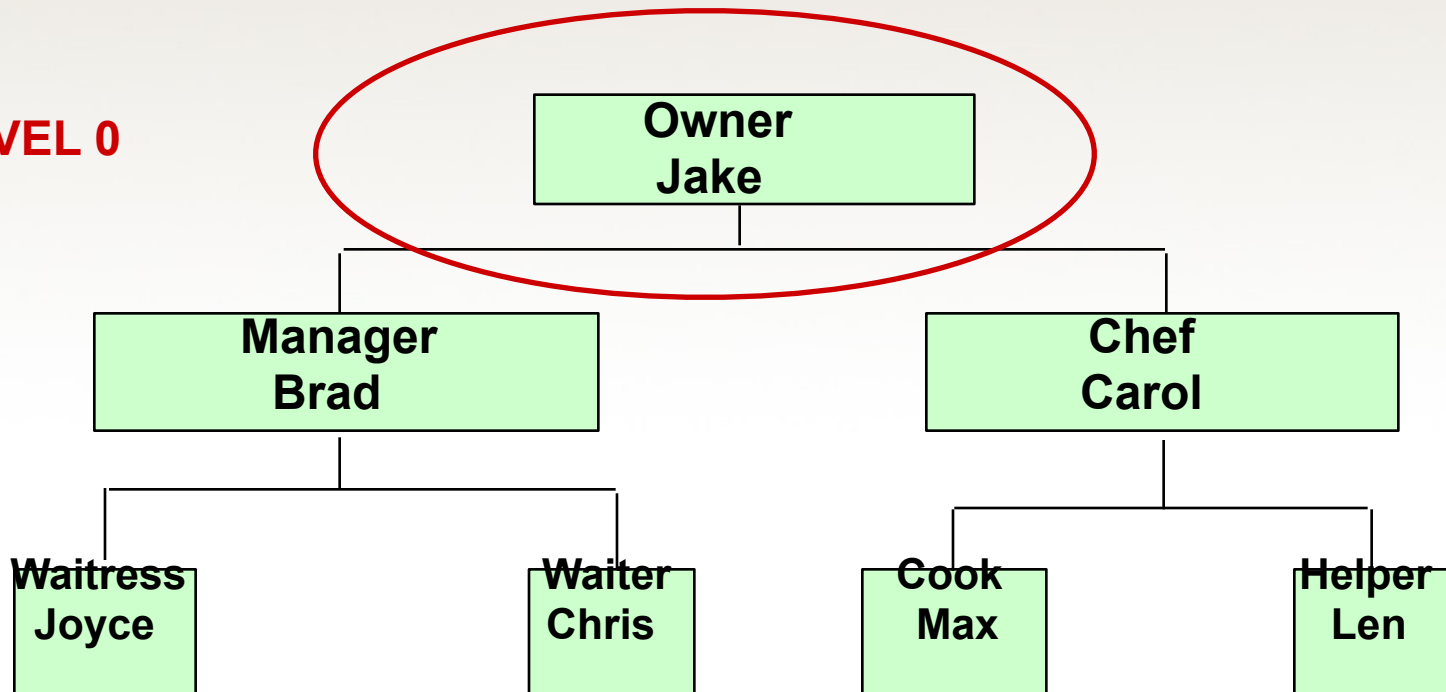 VEL 0
Owner
Jake
Manager
Brad
Chef
Carol
Waitress
Joyce
Waiter
Chris
Cook
Max
Helper
Len